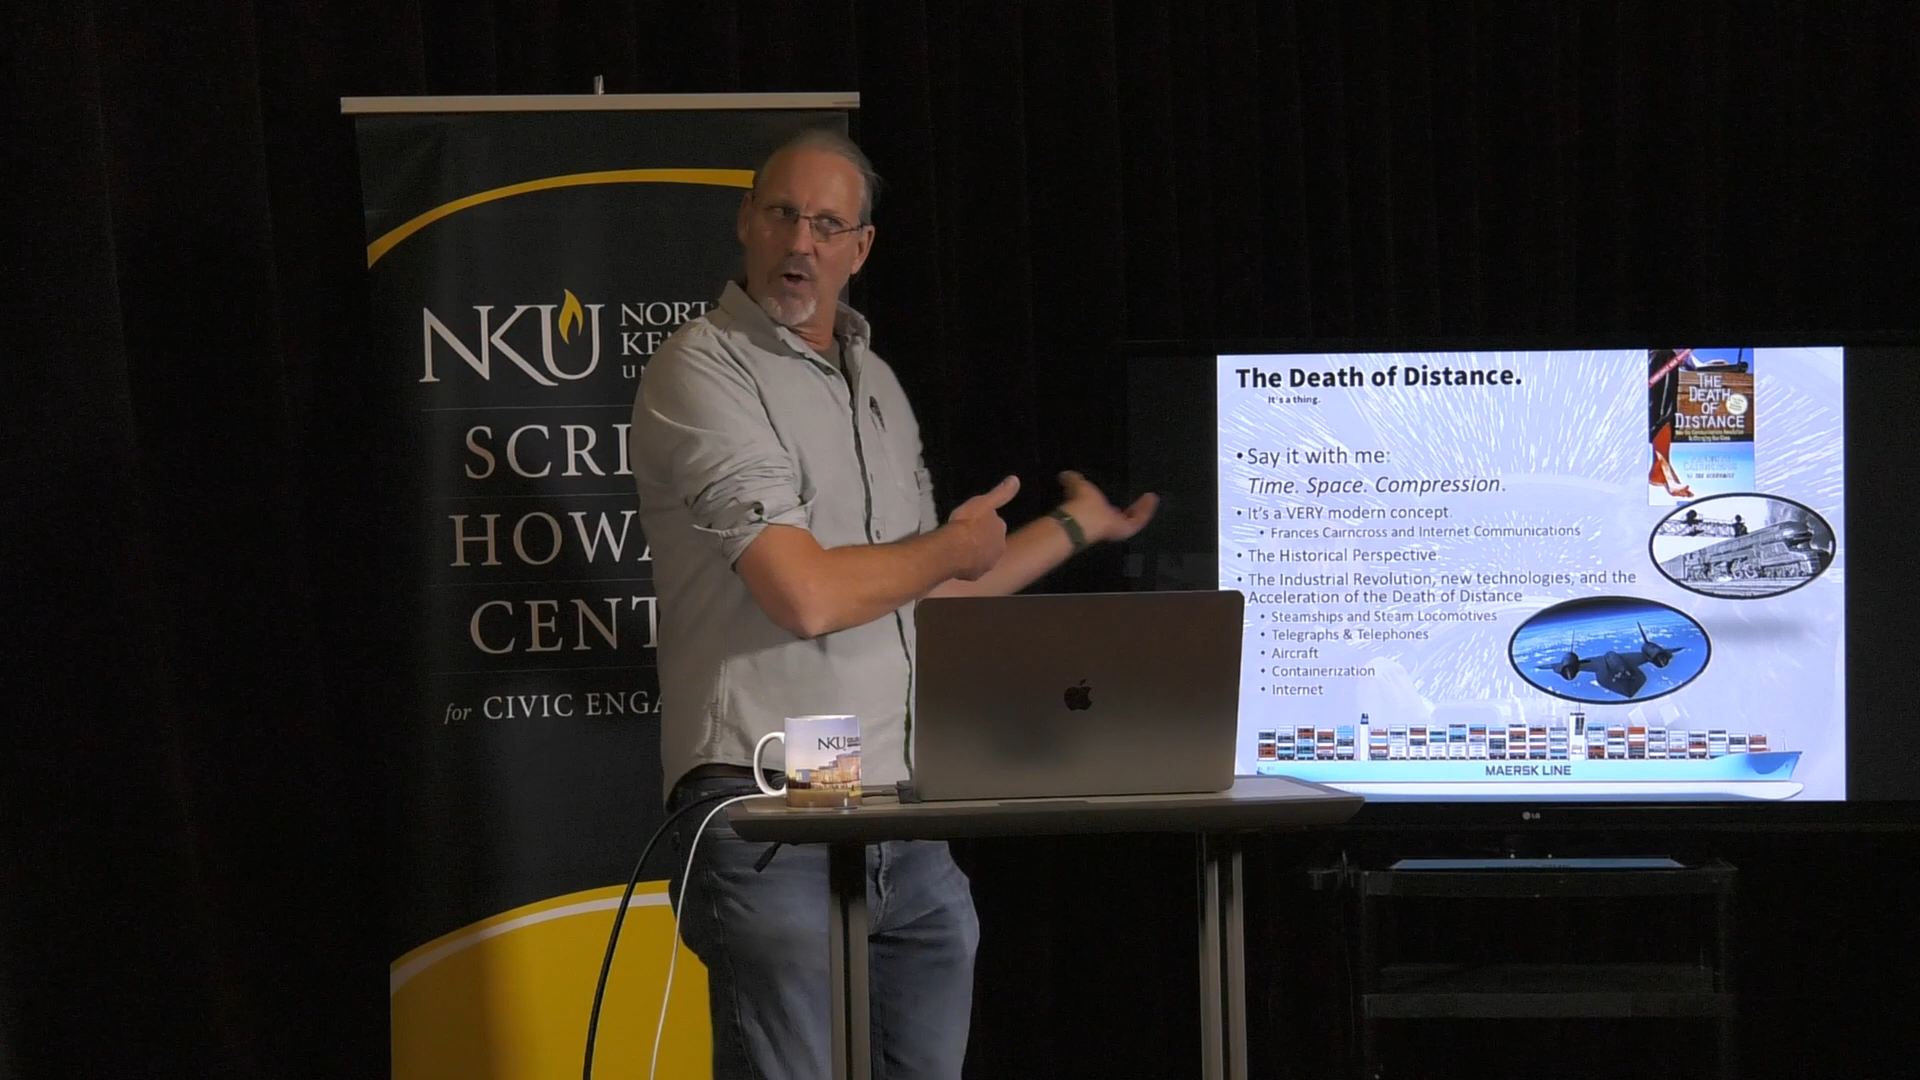 NKU
NORT
KE
UN
SCRI
HOWA
CENT
for CIVIC ENGA
NKU
The Death of Distance.
It's a thing.
• Say it with me:
Time. Space. Compression.
• It's a VERY modern concept
• Frances Cairncross and Internet Communications
• The Historical Perspective
• The Industrial Revolution, new technologies, and the
Acceleration of the Death of Distance
• Steamships and Steam Locomotives
• Telegraphs & Telephones
• Aircraft
• Containerization
• Internet
THE
DEATH
OF
DISTANCE
MAERSK LINE
LG